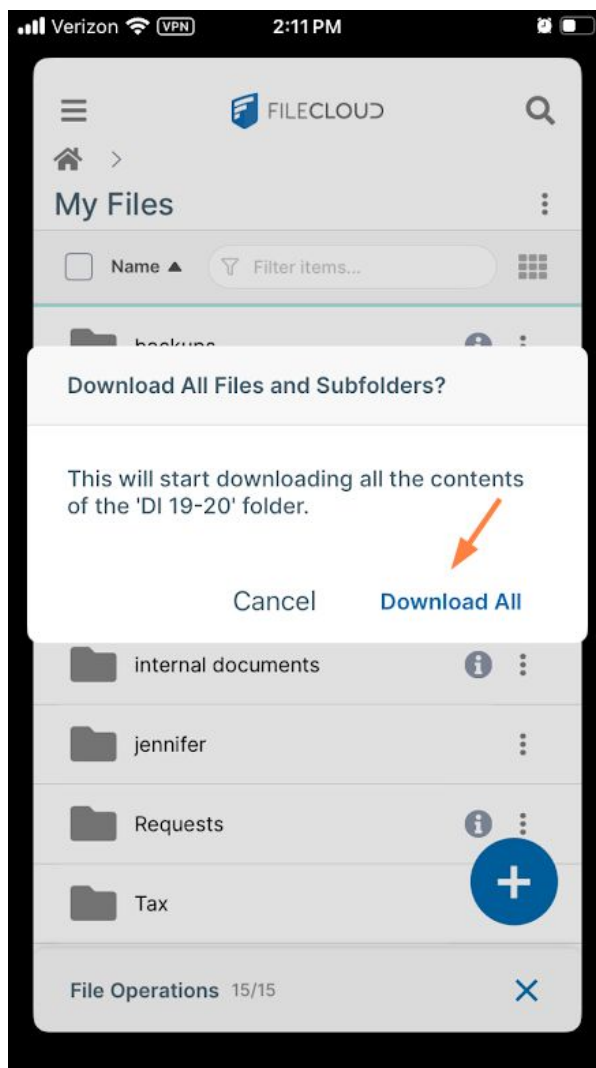 Verizon VPN 2:11 PM
FILECLOUD
My Files
Name ▲ Filter items...
backups
Download All Files and Subfolders?
This will start downloading all the contents
of the 'DI 19-20' folder.
Cancel Download All
internal documents
jennifer
Requests
Tax
File Operations 15/15